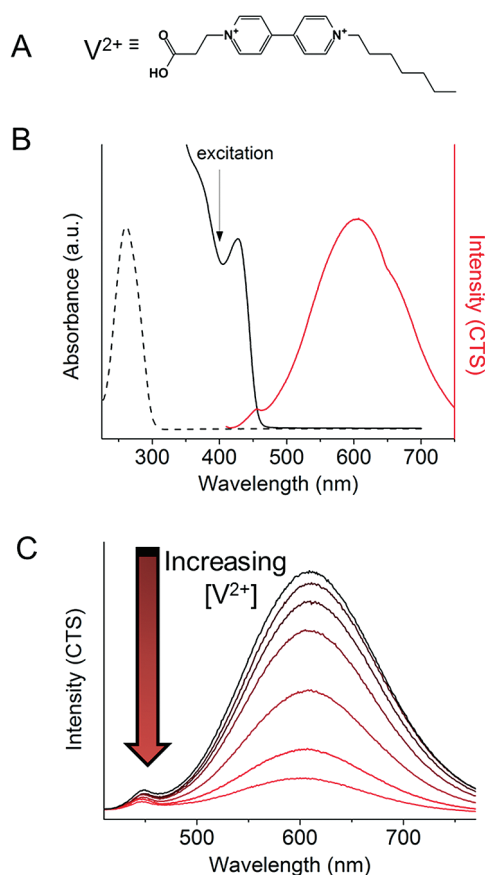 A
V²⁺ ≡
N⁺
N⁺
O
HO
B
excitation
Absorbance (a.u.)
Intensity (CTS)
300 400 500 600 700
Wavelength (nm)
C
Increasing
[V²⁺]
Intensity (CTS)
500 600 700
Wavelength (nm)